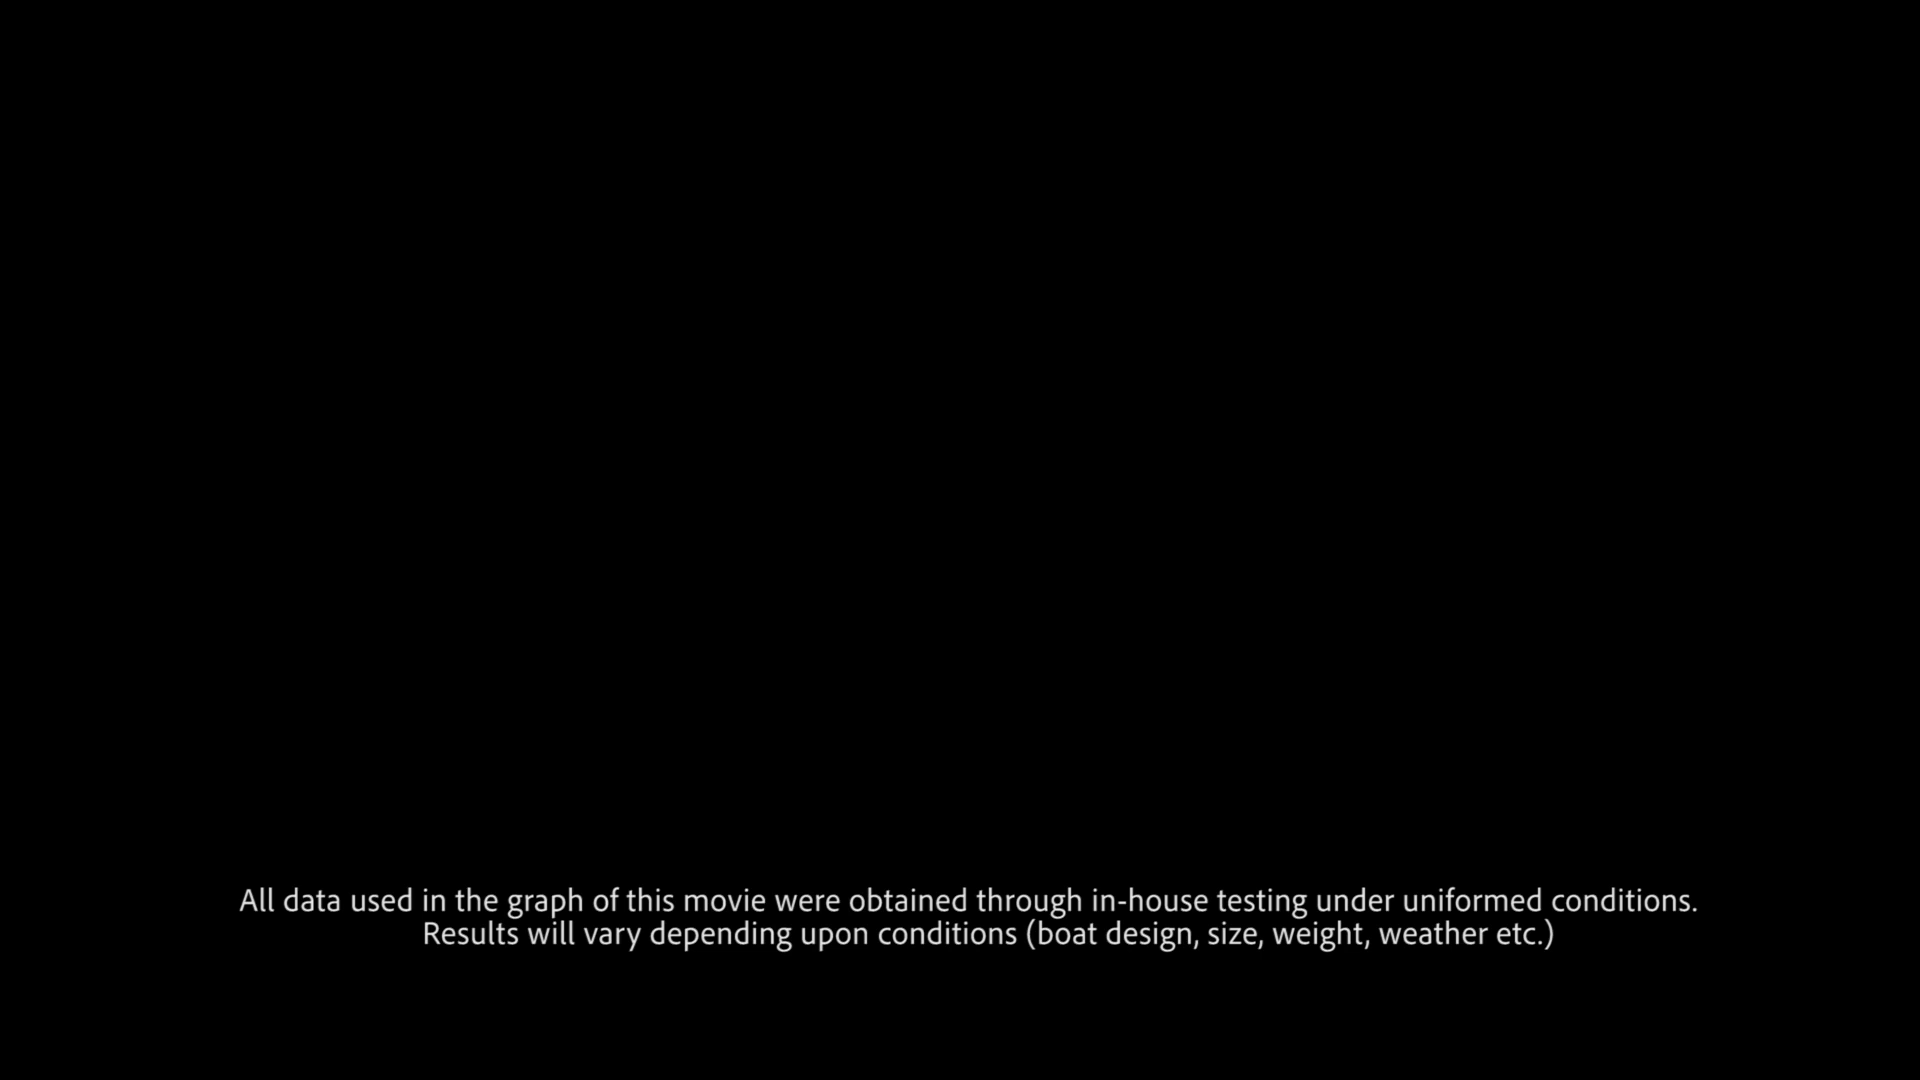 All data used in the graph of this movie were obtained through in-house testing under uniformed conditions.
Results will vary depending upon conditions (boat design, size, weight, weather etc.)